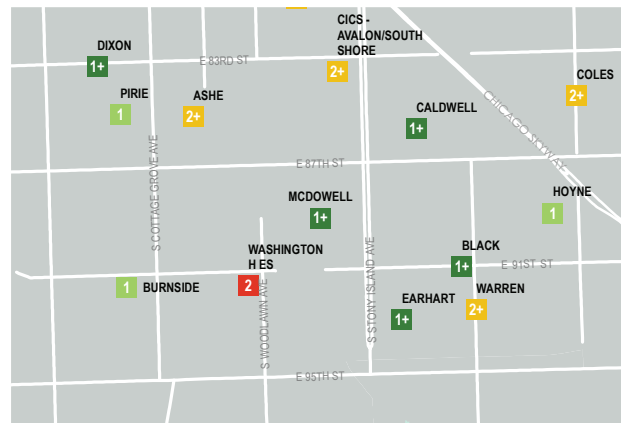 CICS -
AVALON/SOUTH
SHORE
2+
DIXON
1+
E 83RD ST
PIRIE
1
ASHE
2+
COLES
2+
CALDWELL
1+
CHICAGO SKYWAY
S COTTAGE GROVE AVE
E 87TH ST
MCDOWELL
1+
HOYNE
1
WASHINGTON
H ES
2
BLACK
1+
E 91ST ST
BURNSIDE
1
S WOODLAWN AVE
S STONY ISLAND AVE
EARHART
1+
WARREN
2+
E 95TH ST